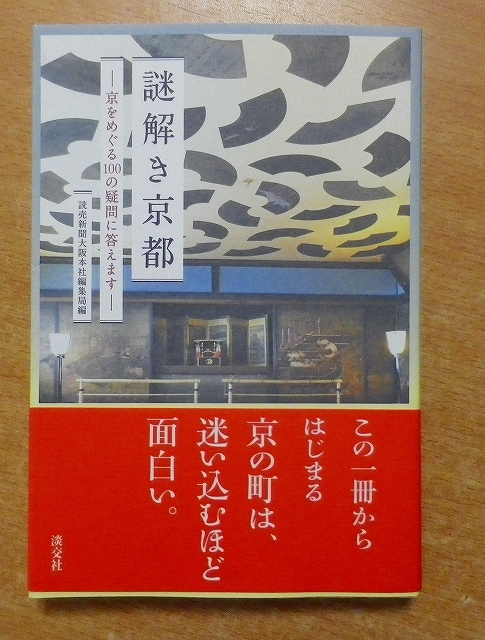 謎解き京都
―京をめぐる100の疑問に答えます―
読売新聞大阪本社編集局編
この一冊から
はじまる
京の町は、
迷い込むほど
面白い。
淡交社